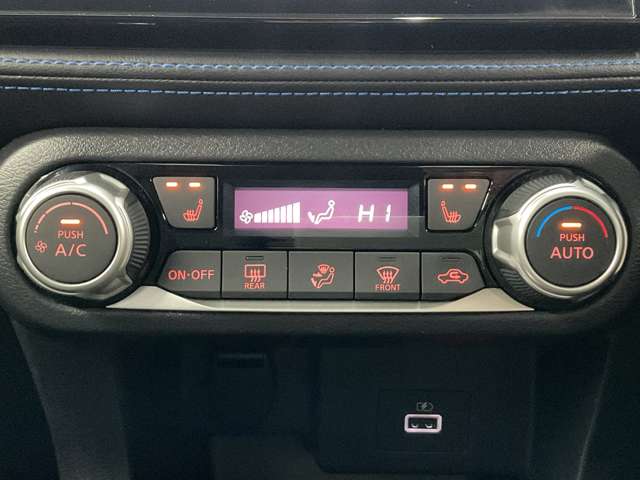 HI
PUSH
A/C
PUSH
AUTO
ON·OFF
REAR
FRONT